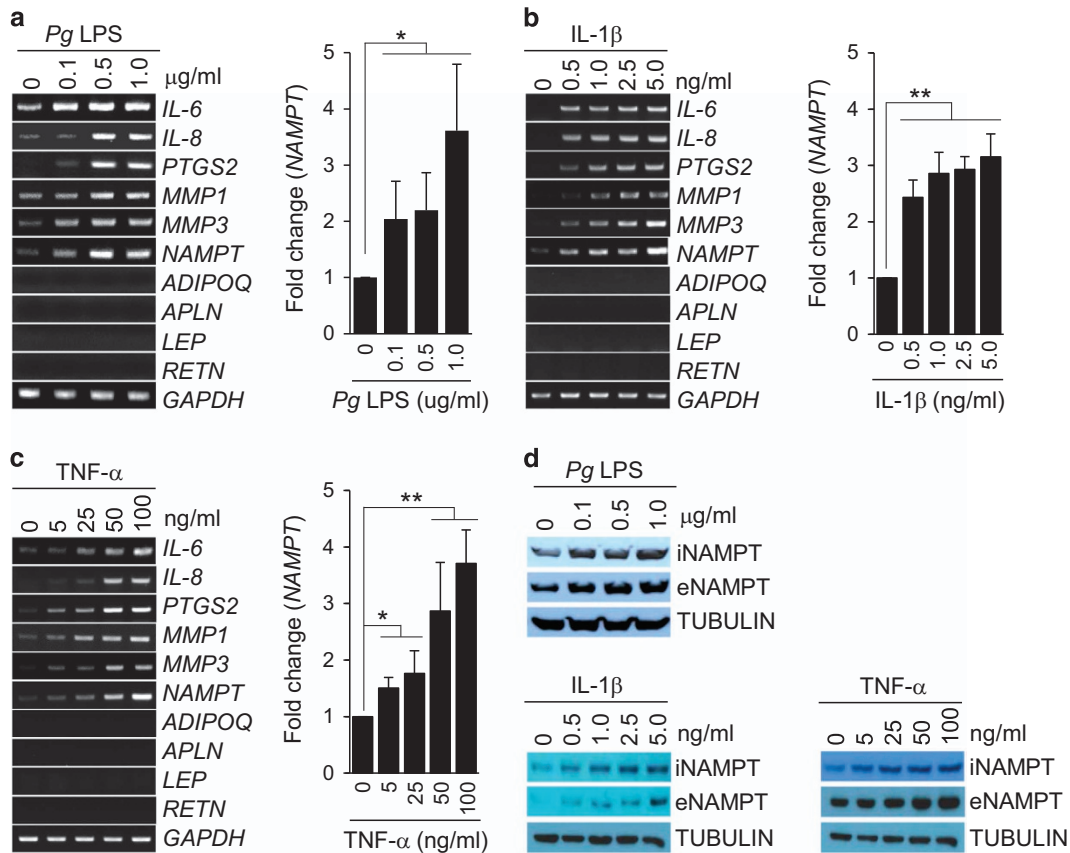 a
Pg LPS
0 0.1 0.5 1.0 μg/ml
IL-6
IL-8
PTGS2
MMP1
MMP3
NAMPT
ADIPOQ
APLN
LEP
RETN
GAPDH
Fold change (NAMPT)
5
4
3
2
1
0
*
0 0.1 0.5 1.0
Pg LPS (ug/ml)
b
IL-1β
0 0.5 1.0 2.5 5.0 ng/ml
IL-6
IL-8
PTGS2
MMP1
MMP3
NAMPT
ADIPOQ
APLN
LEP
RETN
GAPDH
Fold change (NAMPT)
5
4
3
2
1
0
**
0 0.5 1.0 2.5 5.0
IL-1β (ng/ml)
c
TNF-α
0 5 25 50 100 ng/ml
IL-6
IL-8
PTGS2
MMP1
MMP3
NAMPT
ADIPOQ
APLN
LEP
RETN
GAPDH
Fold change (NAMPT)
5
4
3
2
1
0
**
*
0 5 25 50 100
TNF-α (ng/ml)
d
Pg LPS
0 0.1 0.5 1.0 μg/ml
iNAMPT
eNAMPT
TUBULIN
IL-1β
0 0.5 1.0 2.5 5.0 ng/ml
iNAMPT
eNAMPT
TUBULIN
TNF-α
0 5 25 50 100 ng/ml
iNAMPT
eNAMPT
TUBULIN